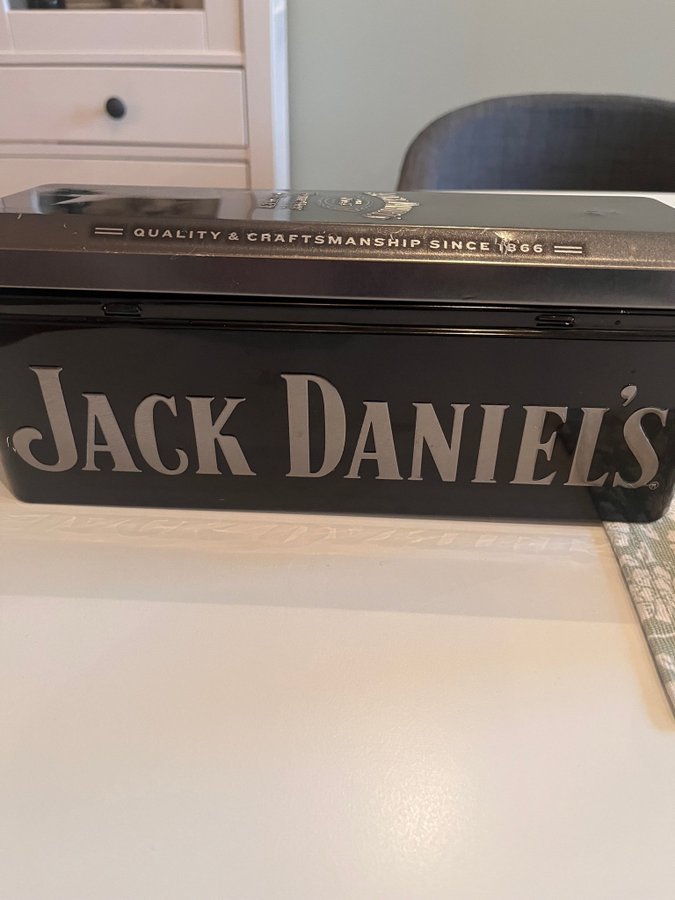 QUALITY & CRAFTSMANSHIP SINCE 1866
JACK DANIEL'S